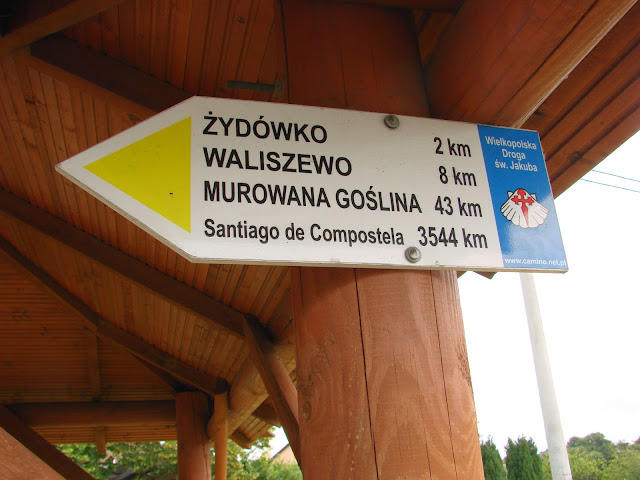 ŻYDÓWKO 2 km
WALISZEWO 8 km
MUROWANA GOŚLINA 43 km
Santiago de Compostela 3544 km
Wielkopolska
Droga
św. Jakuba
www.camino.net.pl